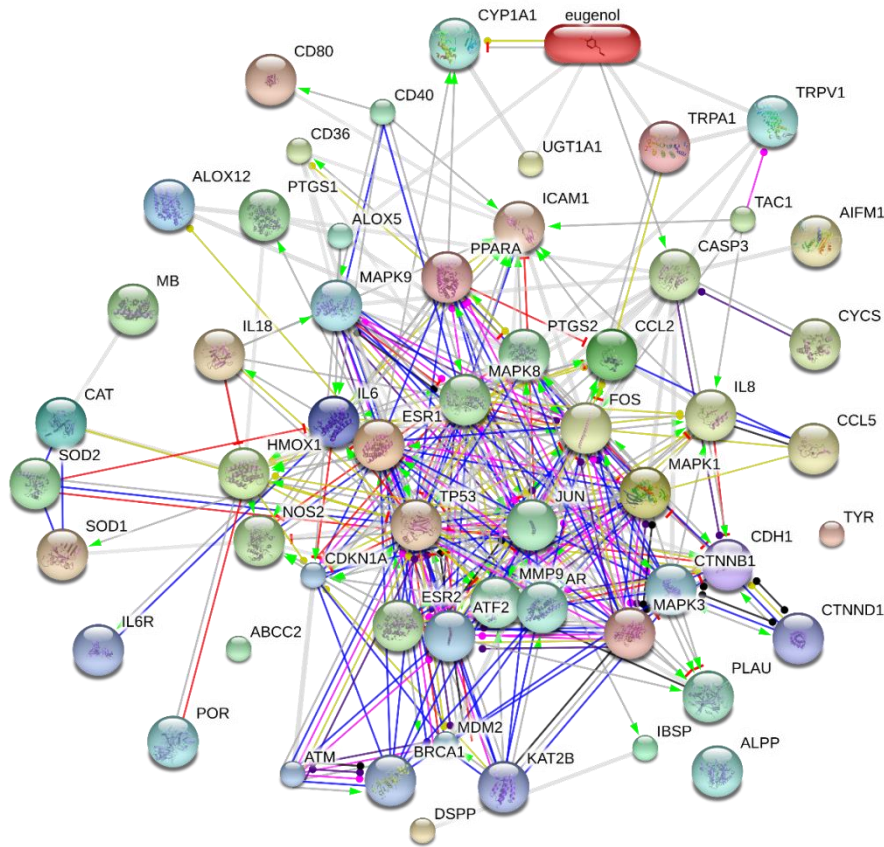 CYP1A1
eugenol
CD80
CD40
TRPV1
TRPA1
CD36
UGT1A1
ALOX12
PTGS1
ICAM1
TAC1
ALOX5
AIFM1
PPARA
CASP3
MAPK9
MB
CYCS
IL18
PTGS2
CCL2
MAPK8
CAT
IL6
FOS
IL8
ESR1
CCL5
HMOX1
SOD2
MAPK1
TP53
JUN
TYR
SOD1
NOS2
CDH1
CDKN1A
CTNNB1
MMP9
AR
ESR2
ATF2
MAPK3
CTNND1
IL6R
ABCC2
PLAU
POR
MDM2
IBSP
ALPP
ATM
BRCA1
KAT2B
DSPP